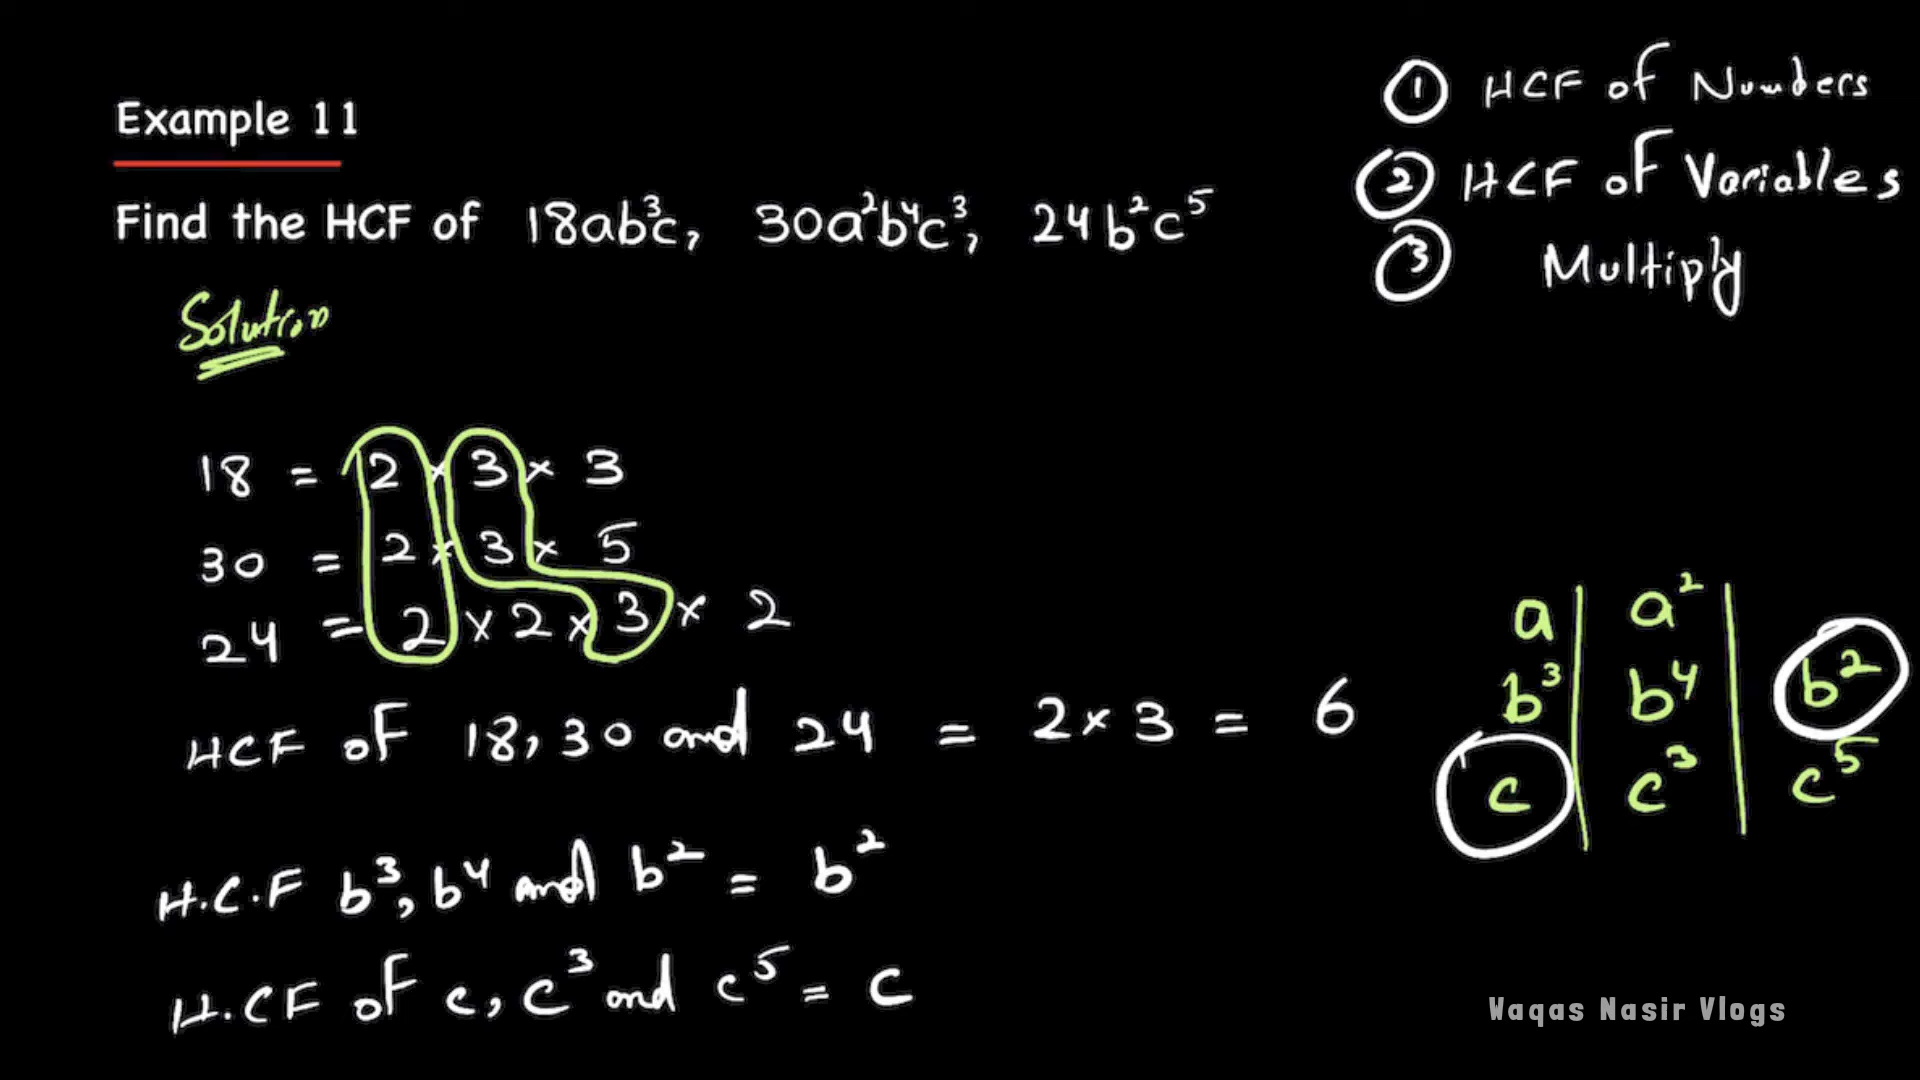 Example 11
Find the HCF of 18ab³c, 30a²b⁴c³, 24b²c⁵
① HCF of Numbers
② HCF of Variables
③ Multiply
Solution
18 = 2 × 3 × 3
30 = 2 × 3 × 5
24 = 2 × 2 × 3 × 2
HCF of 18, 30 and 24 = 2 × 3 = 6
a | a² |
b³ | b⁴ | b²
c | c³ | c⁵
H.C.F b³, b⁴ and b² = b²
H.CF of c, c³ and c⁵ = c
Waqas Nasir Vlogs